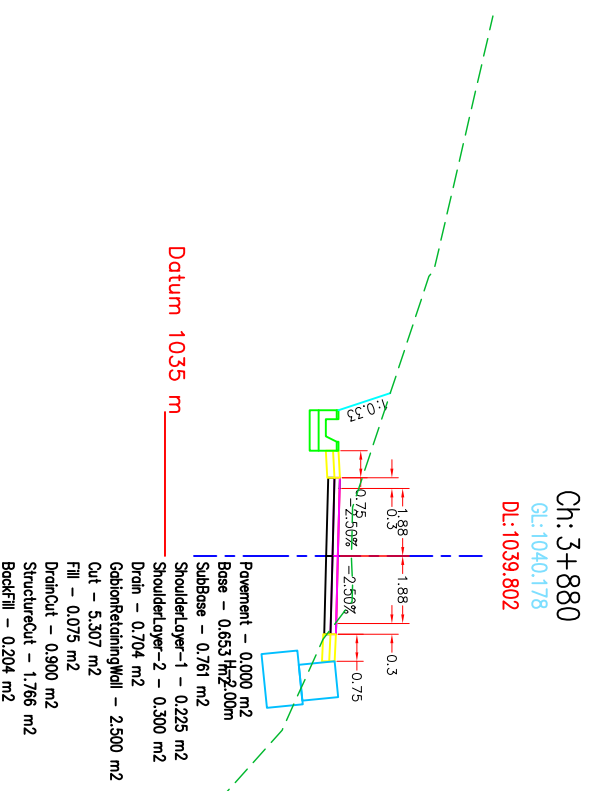 Ch: 3+880
GL:1040.178
DL:1039.802
1:0.33
0.75
0.3
1.88
1.88
0.3
0.75
-2.50%
-2.50%
Datum 1035 m
H=2.00m
Pavement - 0.000 m2
Base - 0.653 m2
SubBase - 0.761 m2
ShoulderLayer-1 - 0.225 m2
ShoulderLayer-2 - 0.300 m2
Drain - 0.704 m2
GabionRetainingWall - 2.500 m2
Cut - 5.307 m2
Fill - 0.075 m2
DrainCut - 0.900 m2
StructureCut - 1.766 m2
BackFill - 0.204 m2